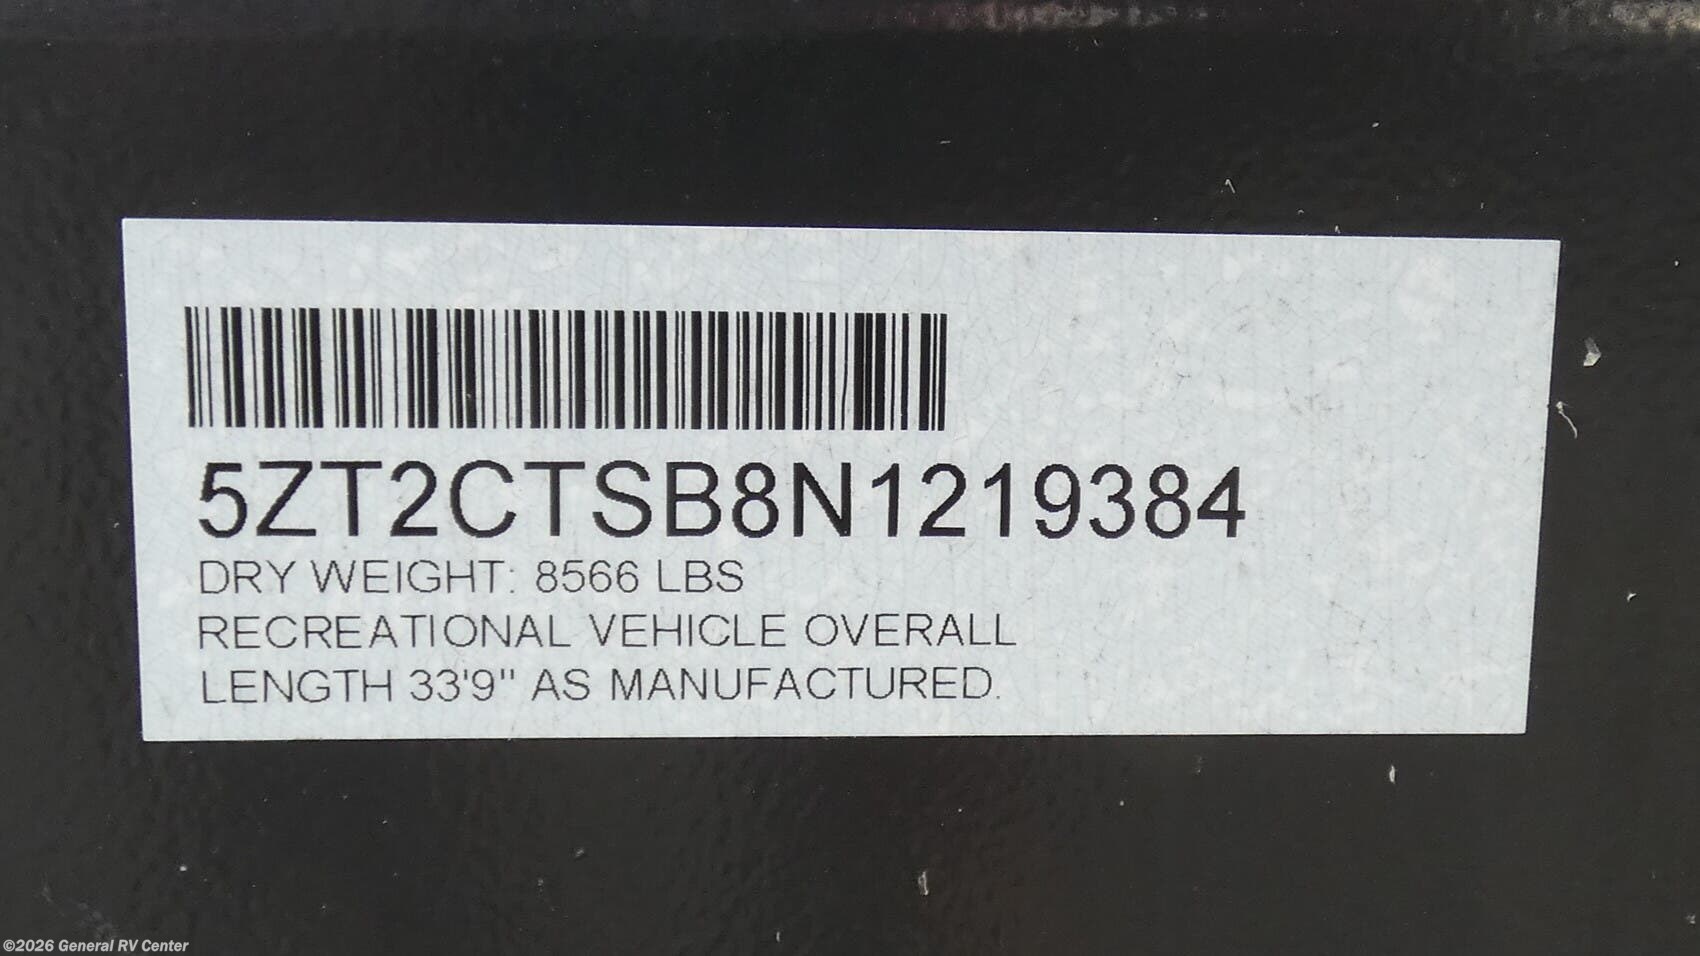 5ZT2CTSB8N1219384
DRY WEIGHT: 8566 LBS
RECREATIONAL VEHICLE OVERALL
LENGTH 33'9" AS MANUFACTURED.
©2026 General RV Center